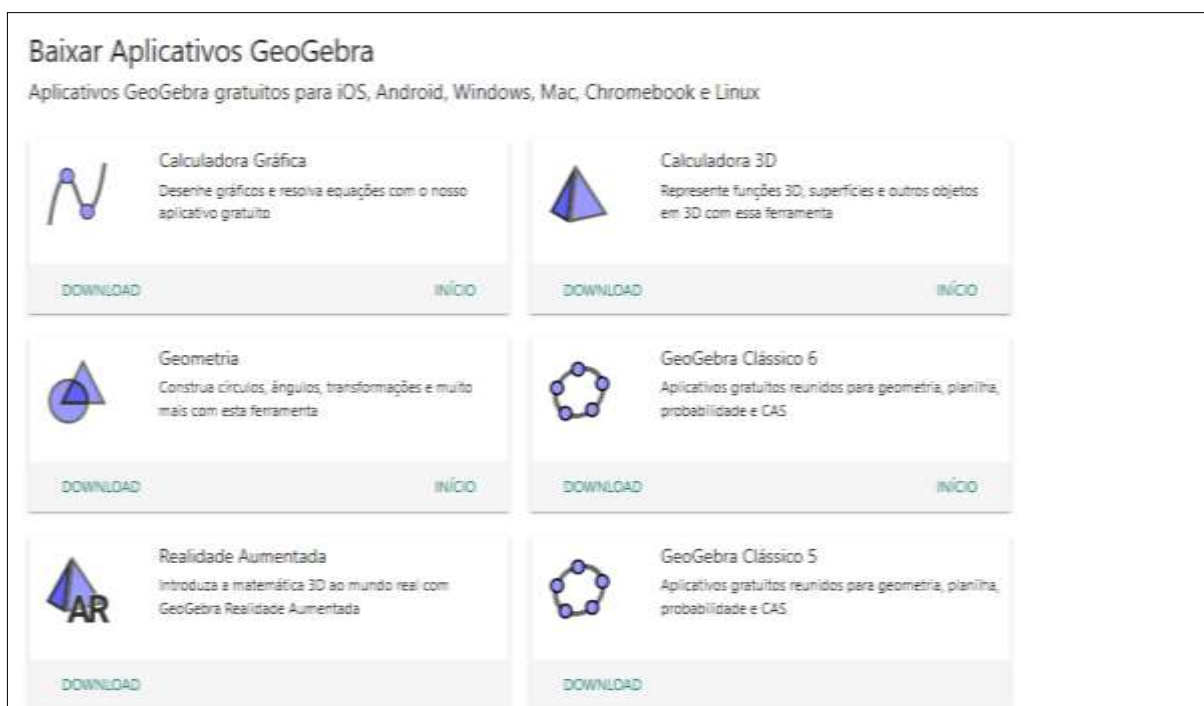 Baixar Aplicativos GeoGebra
Aplicativos GeoGebra gratuitos para iOS, Android, Windows, Mac, Chromebook e Linux
Calculadora Gráfica
Desenhe gráficos e resolva equações com o nosso
aplicativo gratuito
DOWNLOAD
INÍCIO
Calculadora 3D
Represente funções 3D, superfícies e outros objetos
em 3D com essa ferramenta
DOWNLOAD
INÍCIO
Geometria
Construa círculos, ângulos, transformações e muito
mais com esta ferramenta
DOWNLOAD
INÍCIO
GeoGebra Clássico 6
Aplicativos gratuitos reunidos para geometria, planilha,
probabilidade e CAS
DOWNLOAD
INÍCIO
AR
Realidade Aumentada
Introduza a matemática 3D ao mundo real com
GeoGebra Realidade Aumentada
DOWNLOAD
GeoGebra Clássico 5
Aplicativos gratuitos reunidos para geometria, planilha,
probabilidade e CAS
DOWNLOAD